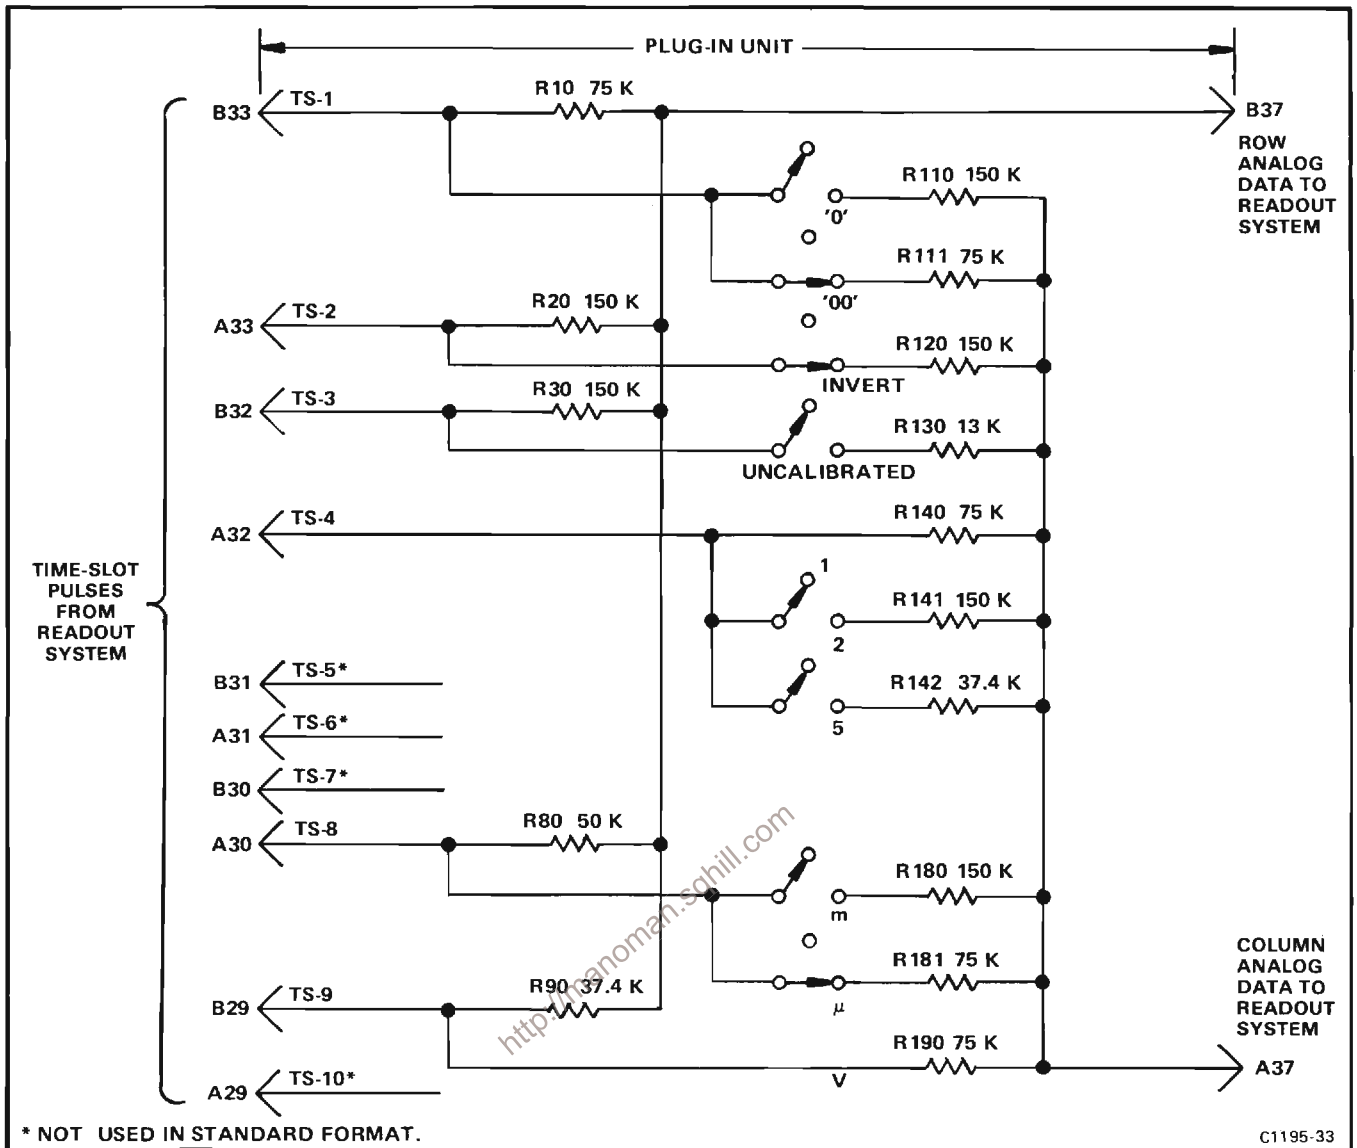 PLUG-IN UNIT
B33 TS-1 R10 75 K B37
ROW
ANALOG
DATA TO
READOUT
SYSTEM
R110 150 K
'0'
R111 75 K
'00'
A33 TS-2 R20 150 K
R120 150 K
INVERT
B32 TS-3 R30 150 K
R130 13 K
UNCALIBRATED
A32 TS-4 R140 75 K
TIME-SLOT
PULSES
FROM
READOUT
SYSTEM
1
R141 150 K
2
R142 37.4 K
5
B31 TS-5*
A31 TS-6*
B30 TS-7*
A30 TS-8 R80 50 K
R180 150 K
m
R181 75 K
μ
B29 TS-9 R90 37.4 K
R190 75 K
V
COLUMN
ANALOG
DATA TO
READOUT
SYSTEM
A37
A29 TS-10*
* NOT USED IN STANDARD FORMAT.
C1195-33
http://manoman.sqhill.com